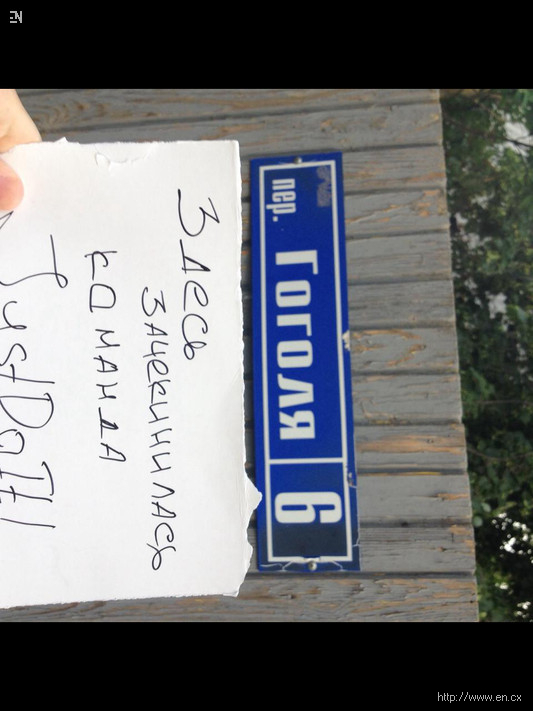 пер. Гоголя 6
Здесь
зачекинилась
команда
JustDoIt!
EN
http://www.en.cx